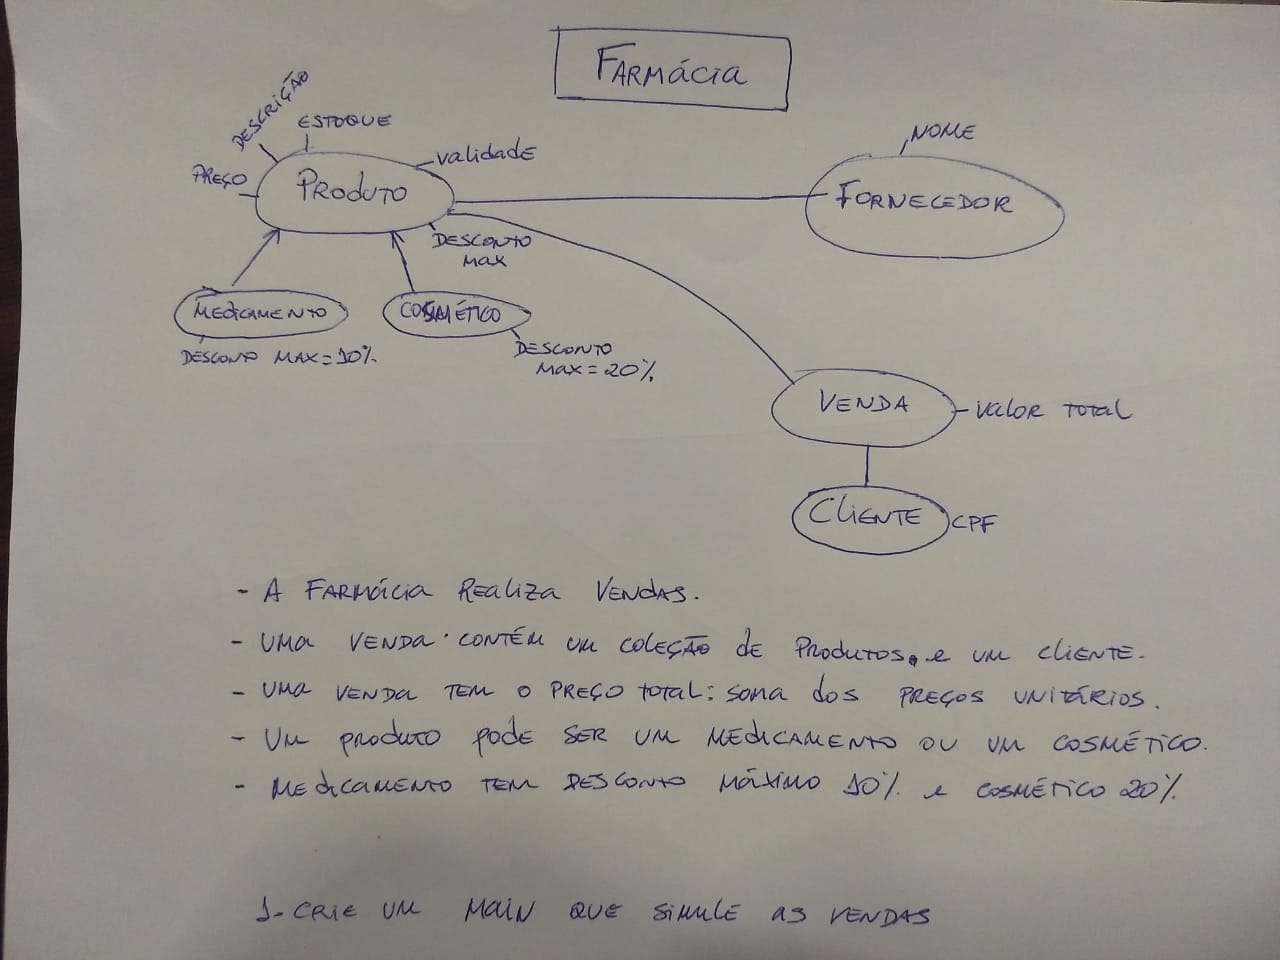 FARMÁCIA
DESCRIÇÃO
ESTOQUE
validade
PREÇO
PRODUTO
NOME
FORNECEDOR
DESCONTO
MAX
MEDICAMENTO
COSMÉTICO
DESCONTO MAX = 10%
DESCONTO
MAX = 20%
VENDA
VALOR TOTAL
CLIENTE
CPF
- A FARMÁCIA REALIZA VENDAS.
- UMA VENDA CONTÉM UM COLEÇÃO de PRODUTOS, e UM CLIENTE.
- UMA VENDA TEM O PREÇO TOTAL: SOMA DOS PREÇOS UNITÁRIOS.
- UM PRODUTO PODE SER UM MEDICAMENTO OU UM COSMÉTICO.
- MEDICAMENTO TEM DESCONTO MÁXIMO 10% e COSMÉTICO 20%
1- CRIE UM MAIN QUE SIMULE AS VENDAS